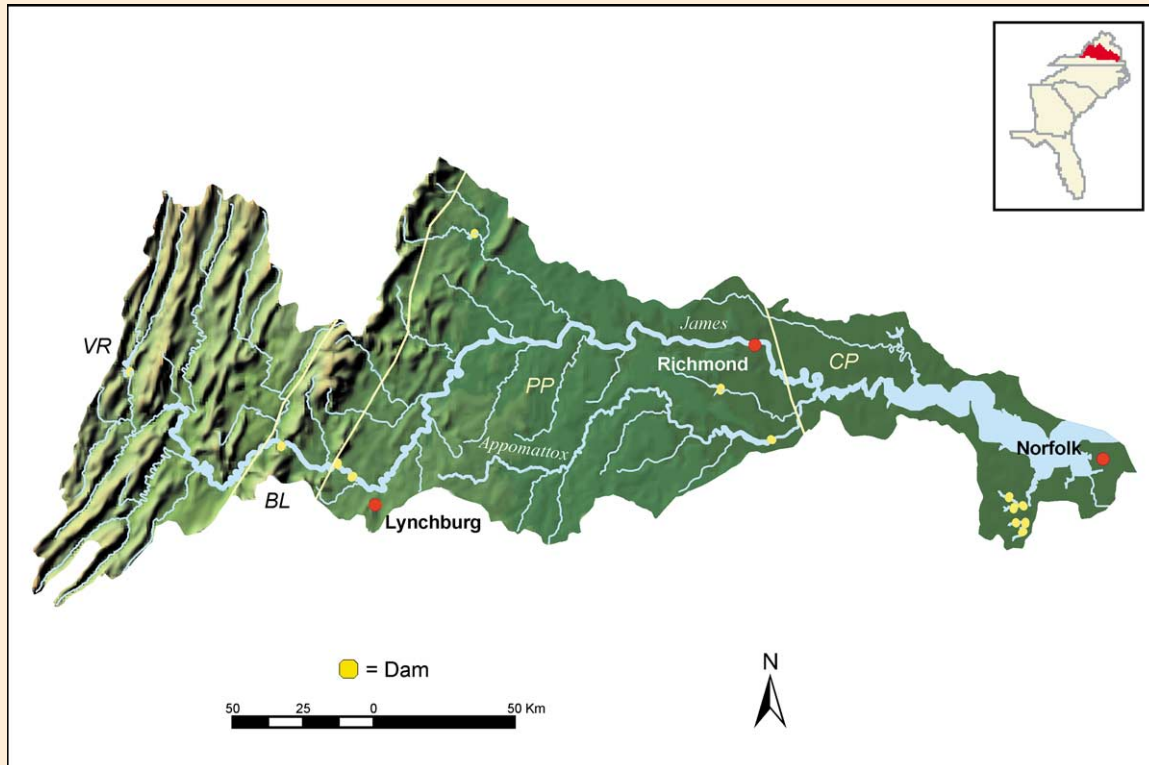 VR
James
Richmond
CP
PP
Appomattox
Norfolk
BL
Lynchburg
= Dam
N
50 25 0 50 Km